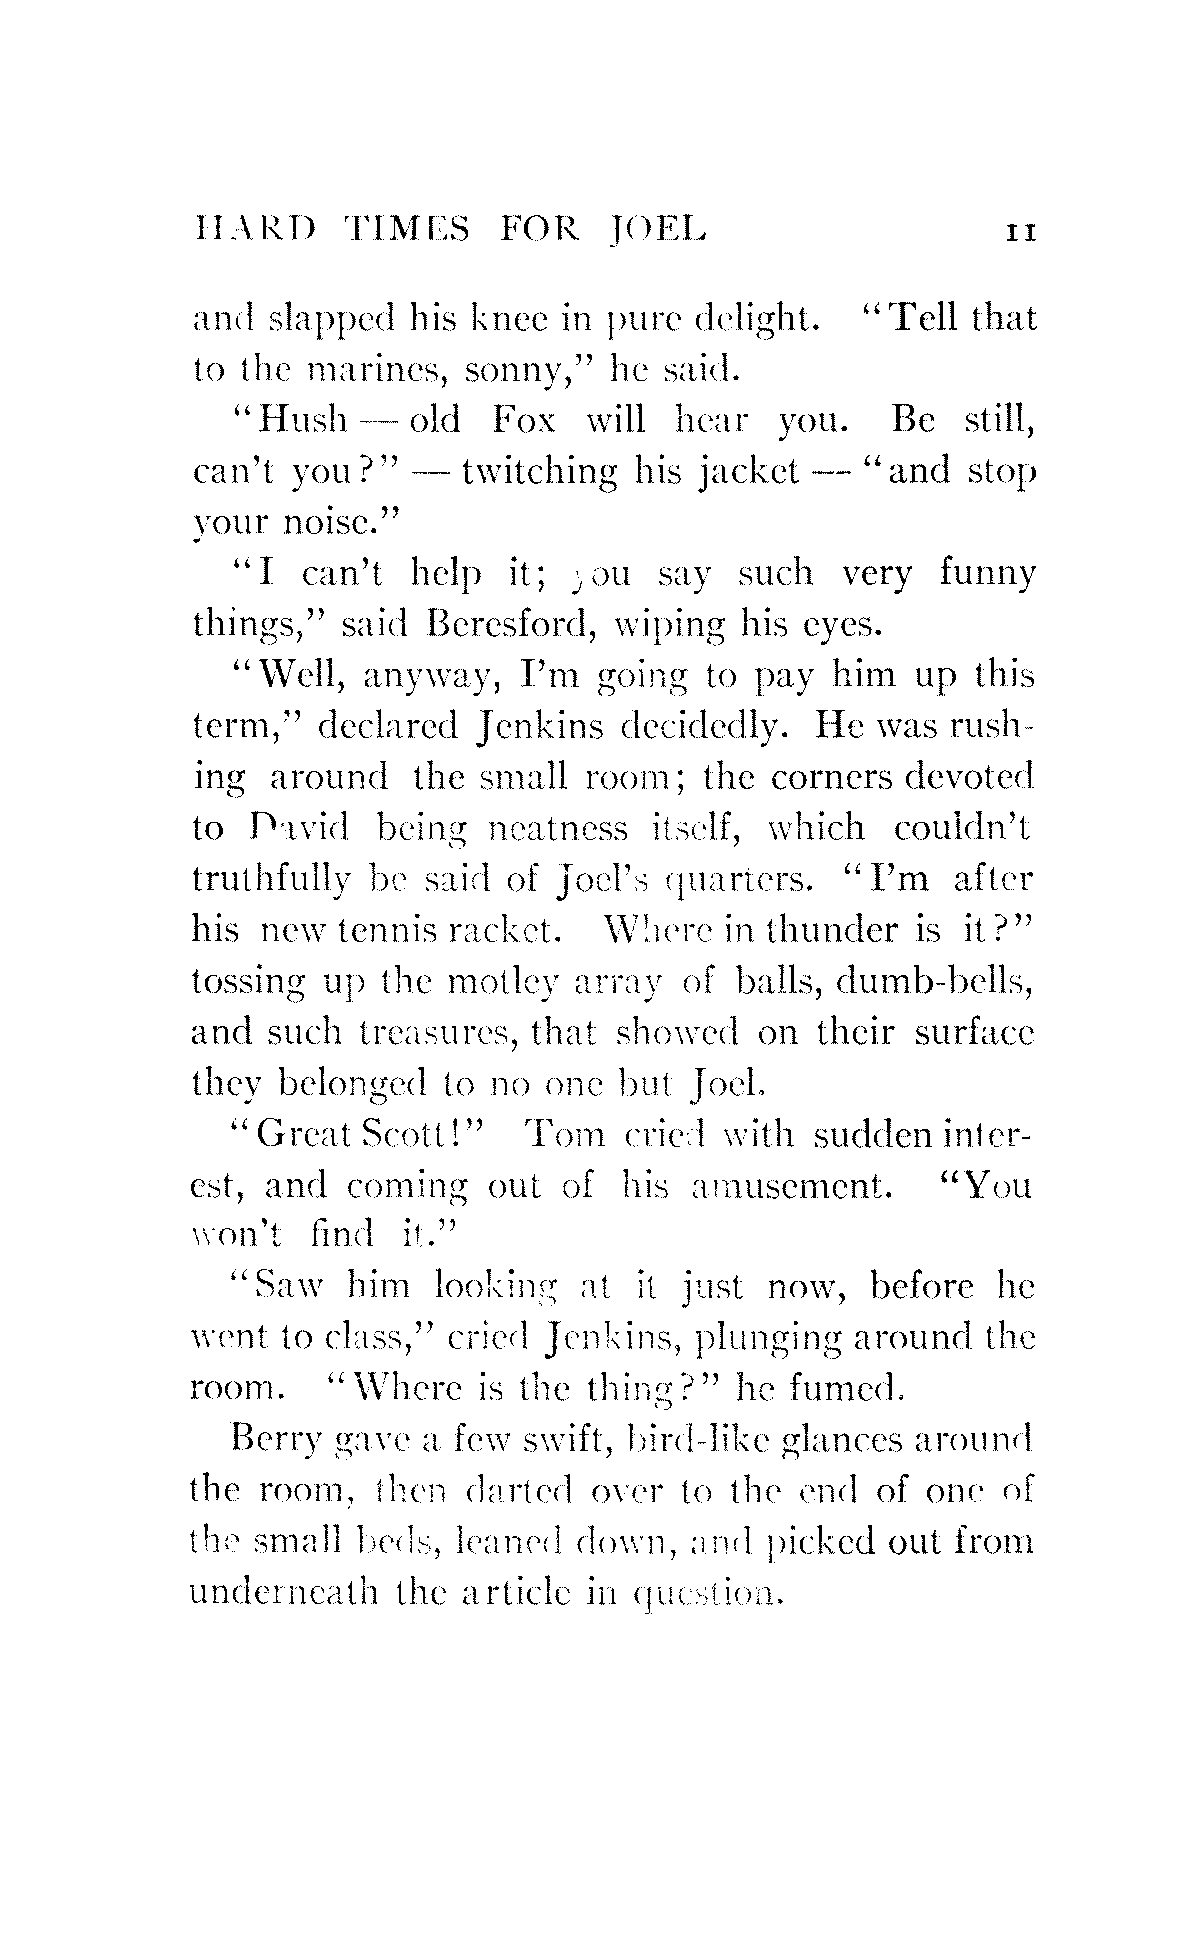 HARD TIMES FOR JOEL 11
and slapped his knee in pure delight. "Tell that
to the marines, sonny," he said.
"Hush — old Fox will hear you. Be still,
can't you?" — twitching his jacket — "and stop
your noise."
"I can't help it; you say such very funny
things," said Beresford, wiping his eyes.
"Well, anyway, I'm going to pay him up this
term," declared Jenkins decidedly. He was rush-
ing around the small room; the corners devoted
to David being neatness itself, which couldn't
truthfully be said of Joel's quarters. "I'm after
his new tennis racket. Where in thunder is it?"
tossing up the motley array of balls, dumb-bells,
and such treasures, that showed on their surface
they belonged to no one but Joel.
"Great Scott!" Tom cried with sudden inter-
est, and coming out of his amusement. "You
won't find it."
"Saw him looking at it just now, before he
went to class," cried Jenkins, plunging around the
room. "Where is the thing?" he fumed.
Berry gave a few swift, bird-like glances around
the room, then darted over to the end of one of
the small beds, leaned down, and picked out from
underneath the article in question.